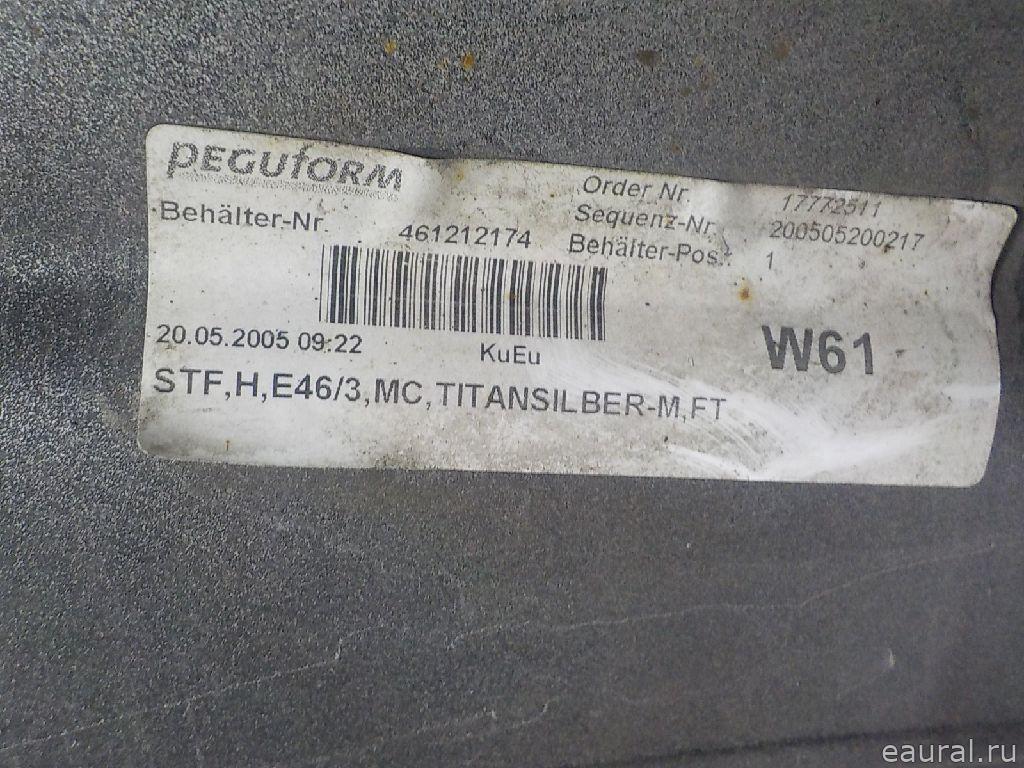 PEGUFORM
Order Nr. 17772511
Behälter-Nr. 461212174
Sequenz-Nr. 200505200217
Behälter-Pos.: 1
20.05.2005 09:22
KuEu
W61
STF,H,E46/3,MC,TITANSILBER-M,FT
eaural.ru